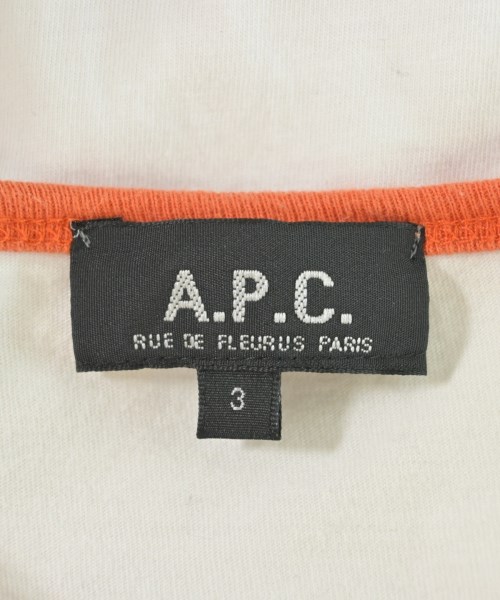 A.P.C.
RUE DE FLEURUS PARIS
3